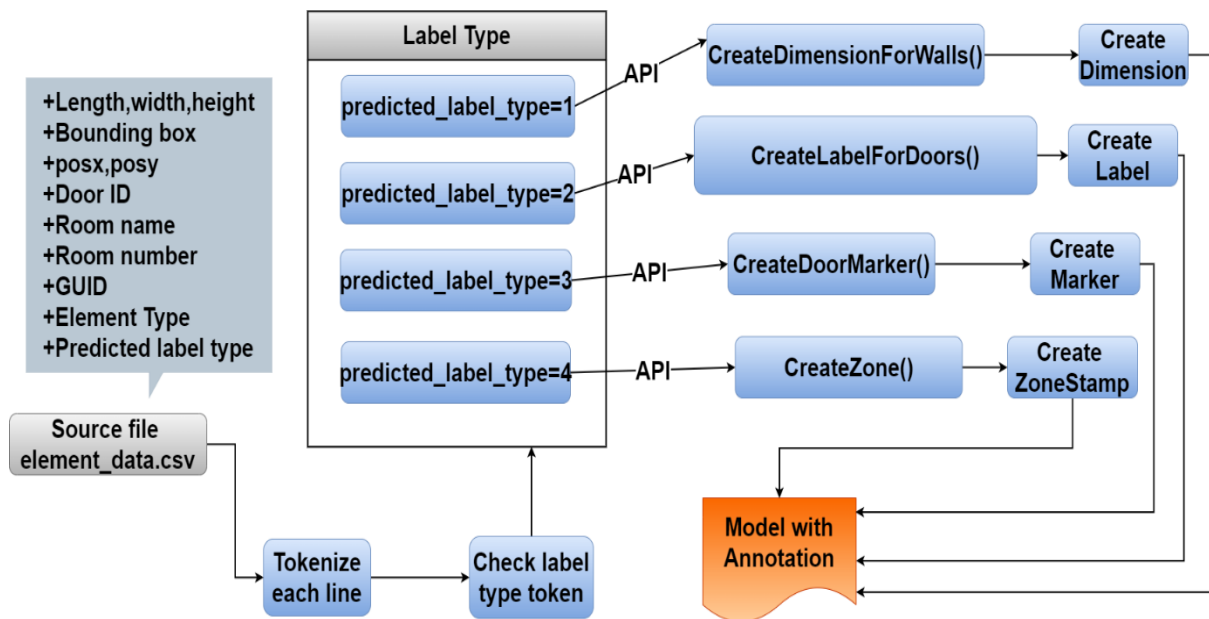 Label Type
predicted_label_type=1
predicted_label_type=2
predicted_label_type=3
predicted_label_type=4
API
API
API
API
CreateDimensionForWalls()
Create
Dimension
CreateLabelForDoors()
Create
Label
CreateDoorMarker()
Create
Marker
CreateZone()
Create
ZoneStamp
+Length,width,height
+Bounding box
+posx,posy
+Door ID
+Room name
+Room number
+GUID
+Element Type
+Predicted label type
Source file
element_data.csv
Tokenize
each line
Check label
type token
Model with
Annotation